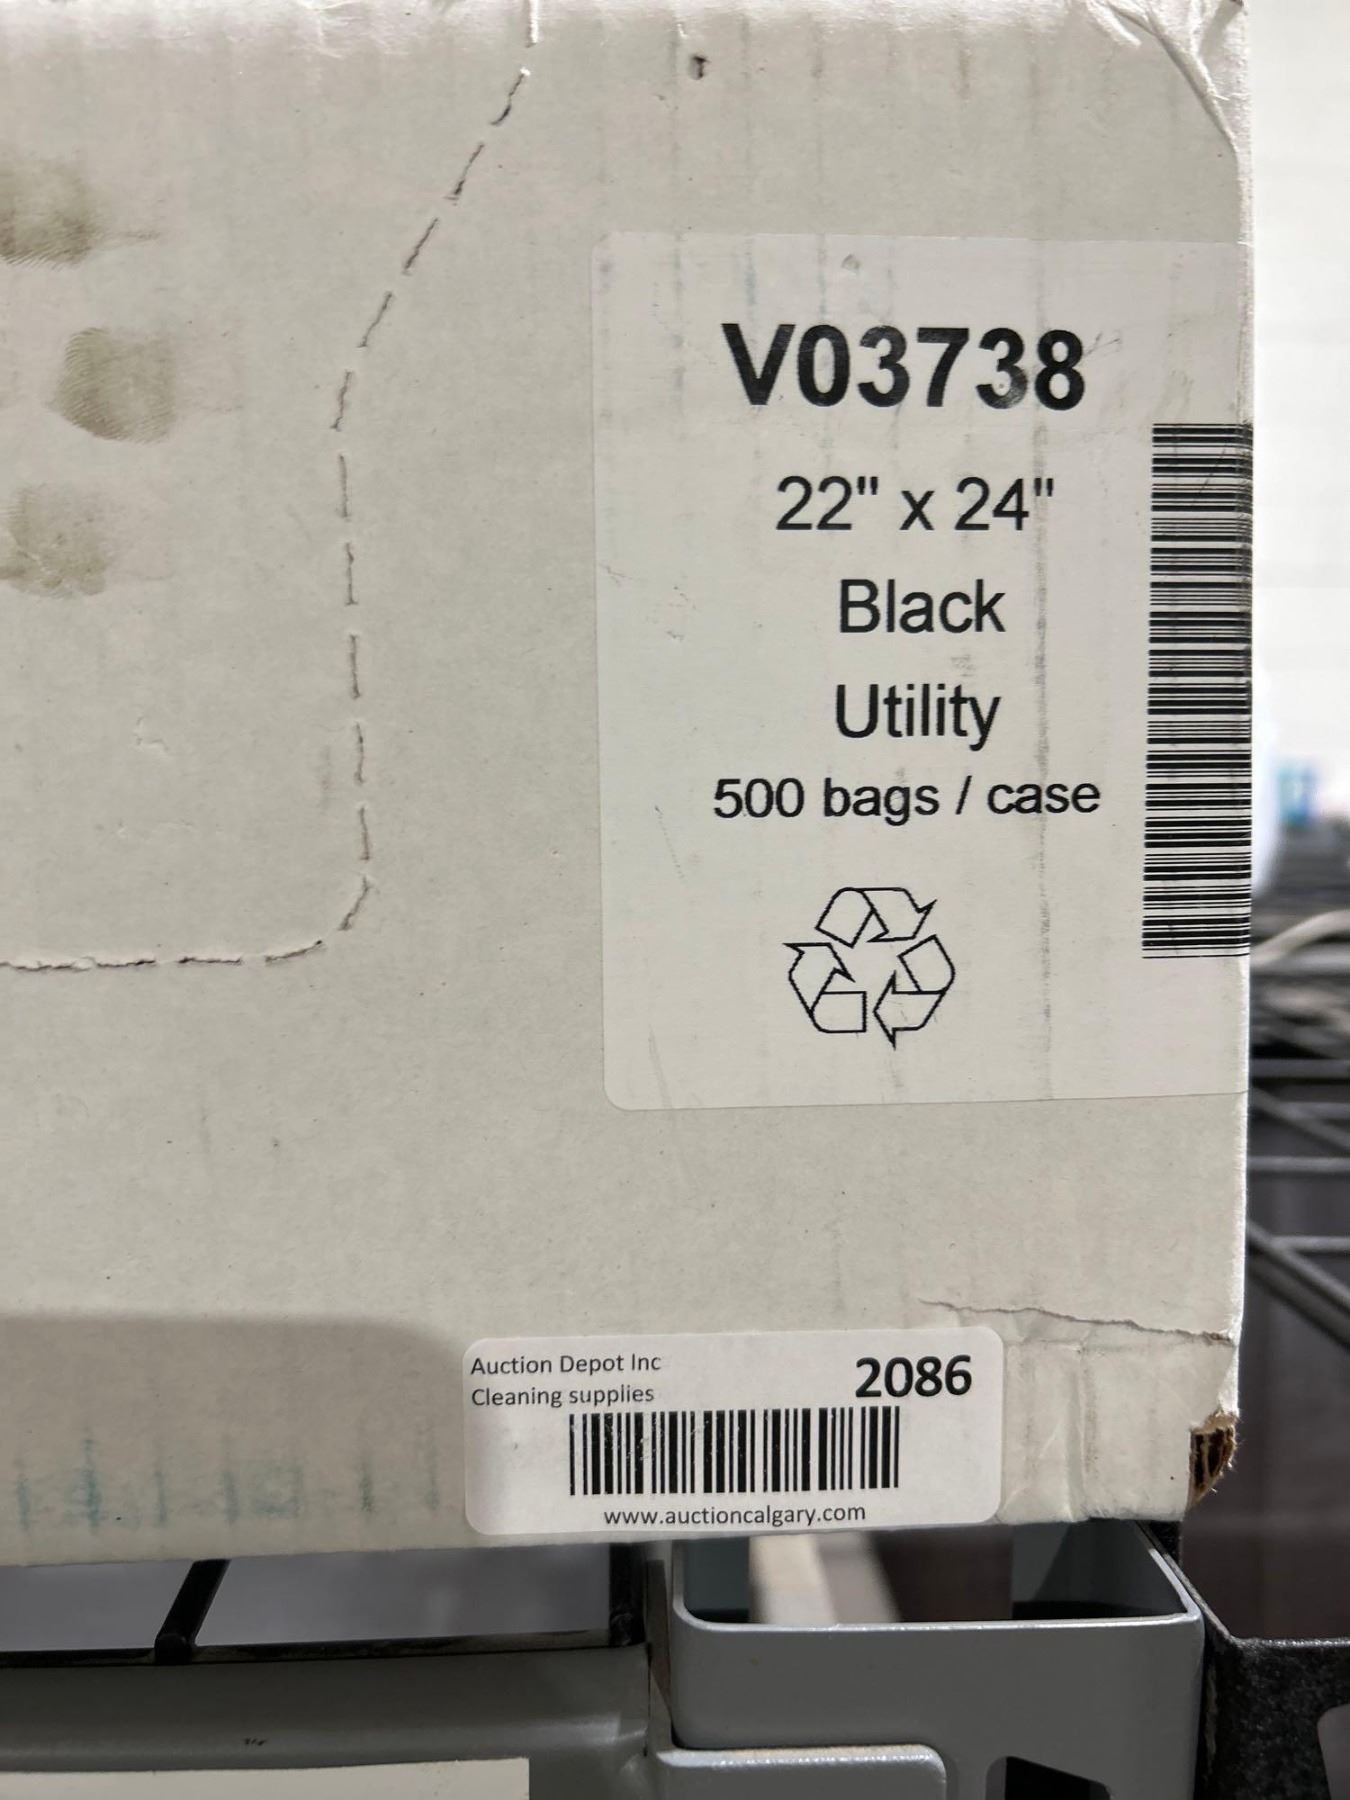 V03738
22" x 24"
Black
Utility
500 bags / case
Auction Depot Inc
2086
Cleaning supplies
www.auctioncalgary.com